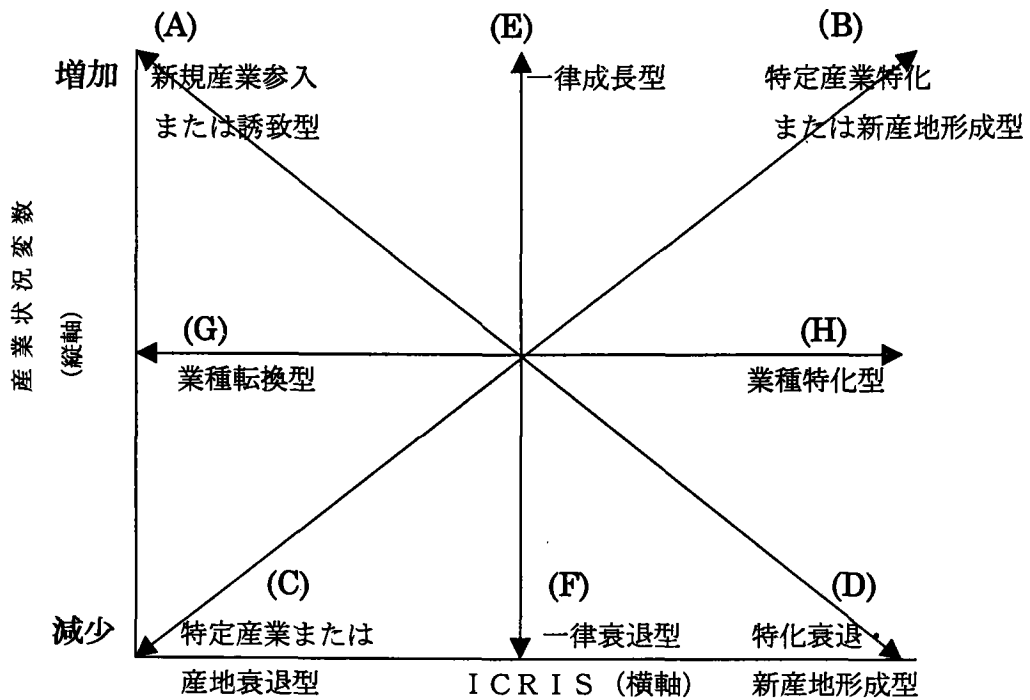 (A)
(E)
(B)
増加
新規産業参入
または誘致型
一律成長型
特定産業特化
または新産地形成型
産業状況変数
(縦軸)
(G)
業種転換型
(H)
業種特化型
(C)
(F)
(D)
減少
特定産業または
産地衰退型
一律衰退型
特化衰退・
新産地形成型
ICRIS (横軸)